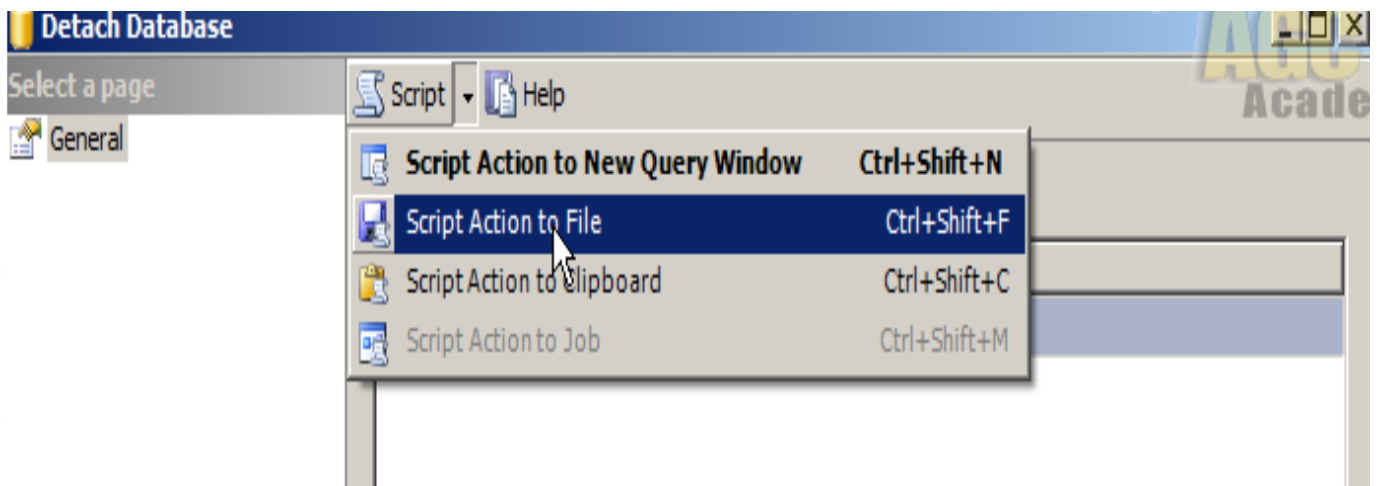 Detach Database
Select a page
Script Help
General
Script Action to New Query Window Ctrl+Shift+N
Script Action to File Ctrl+Shift+F
Script Action to Clipboard Ctrl+Shift+C
Script Action to Job Ctrl+Shift+M